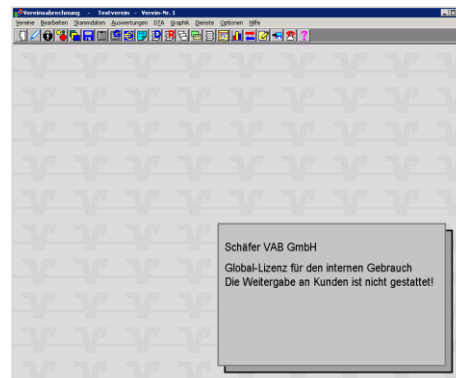 Vereinsabrechnung - Testverein - Verein-Nr. 1
Vereine Bearbeiten Stammdaten Auswertungen DTA Graphik Dienste Optionen Hilfe
Schäfer VAB GmbH
Global-Lizenz für den internen Gebrauch
Die Weitergabe an Kunden ist nicht gestattet!